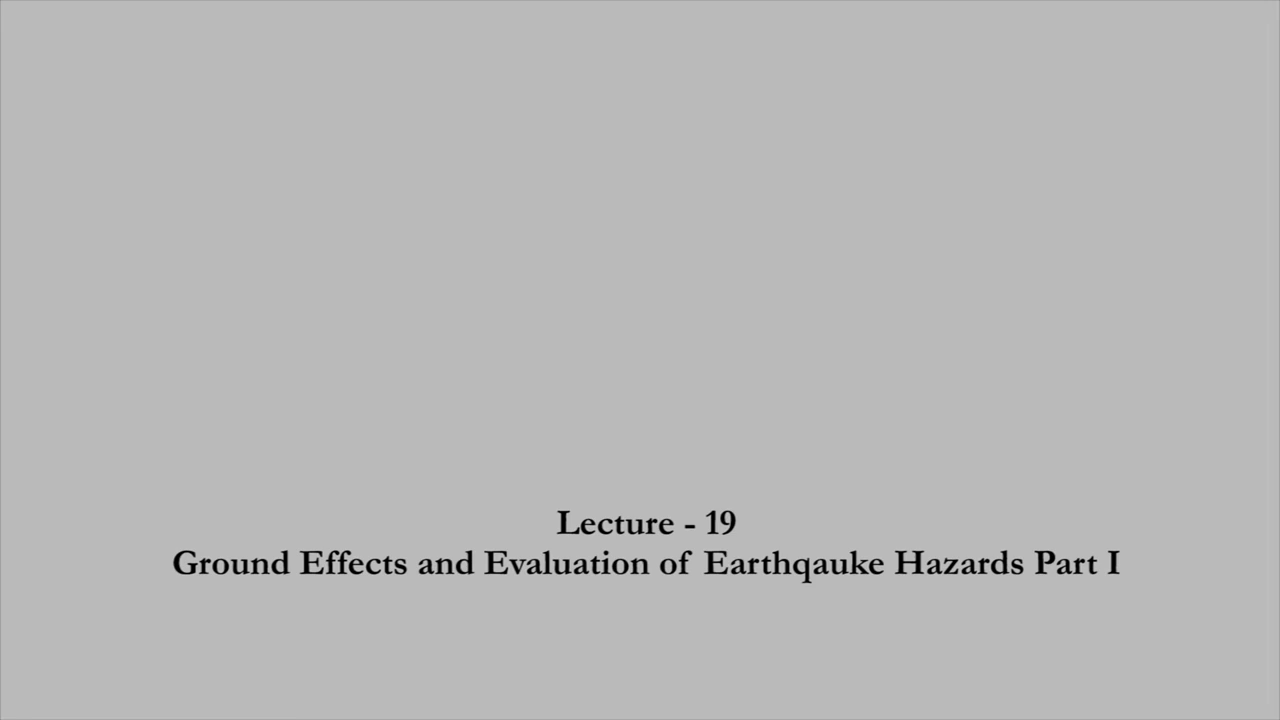 Lecture - 19
Ground Effects and Evaluation of Earthqauke Hazards Part I